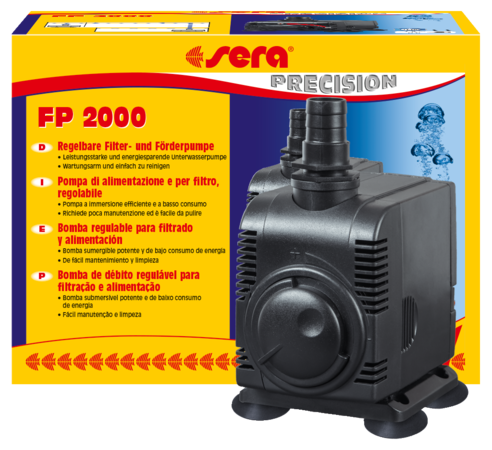 FP 2000
sera®
PRECISION
FP 2000
D Regelbare Filter- und Förderpumpe
• Leistungsstarke und energiesparende Unterwasserpumpe
• Wartungsarm und einfach zu reinigen
I Pompa di alimentazione e per filtro,
regolabile
• Pompa a immersione efficiente e a basso consumo
• Richiede poca manutenzione ed è facile da pulire
E Bomba regulable para filtrado
y alimentación
• Bomba sumergible potente y de bajo consumo de energía
• De fácil mantenimiento y limpieza
P Bomba de débito regulável para
filtração e alimentação
• Bomba submersível potente e de baixo consumo
de energia
• Fácil manutenção e limpeza